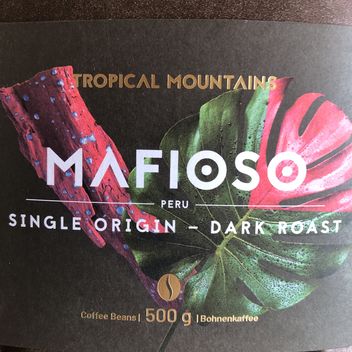 TROPICAL MOUNTAINS
MAFIOSO
PERU
SINGLE ORIGIN – DARK ROAST
Coffee Beans | 500 g | Bohnenkaffee